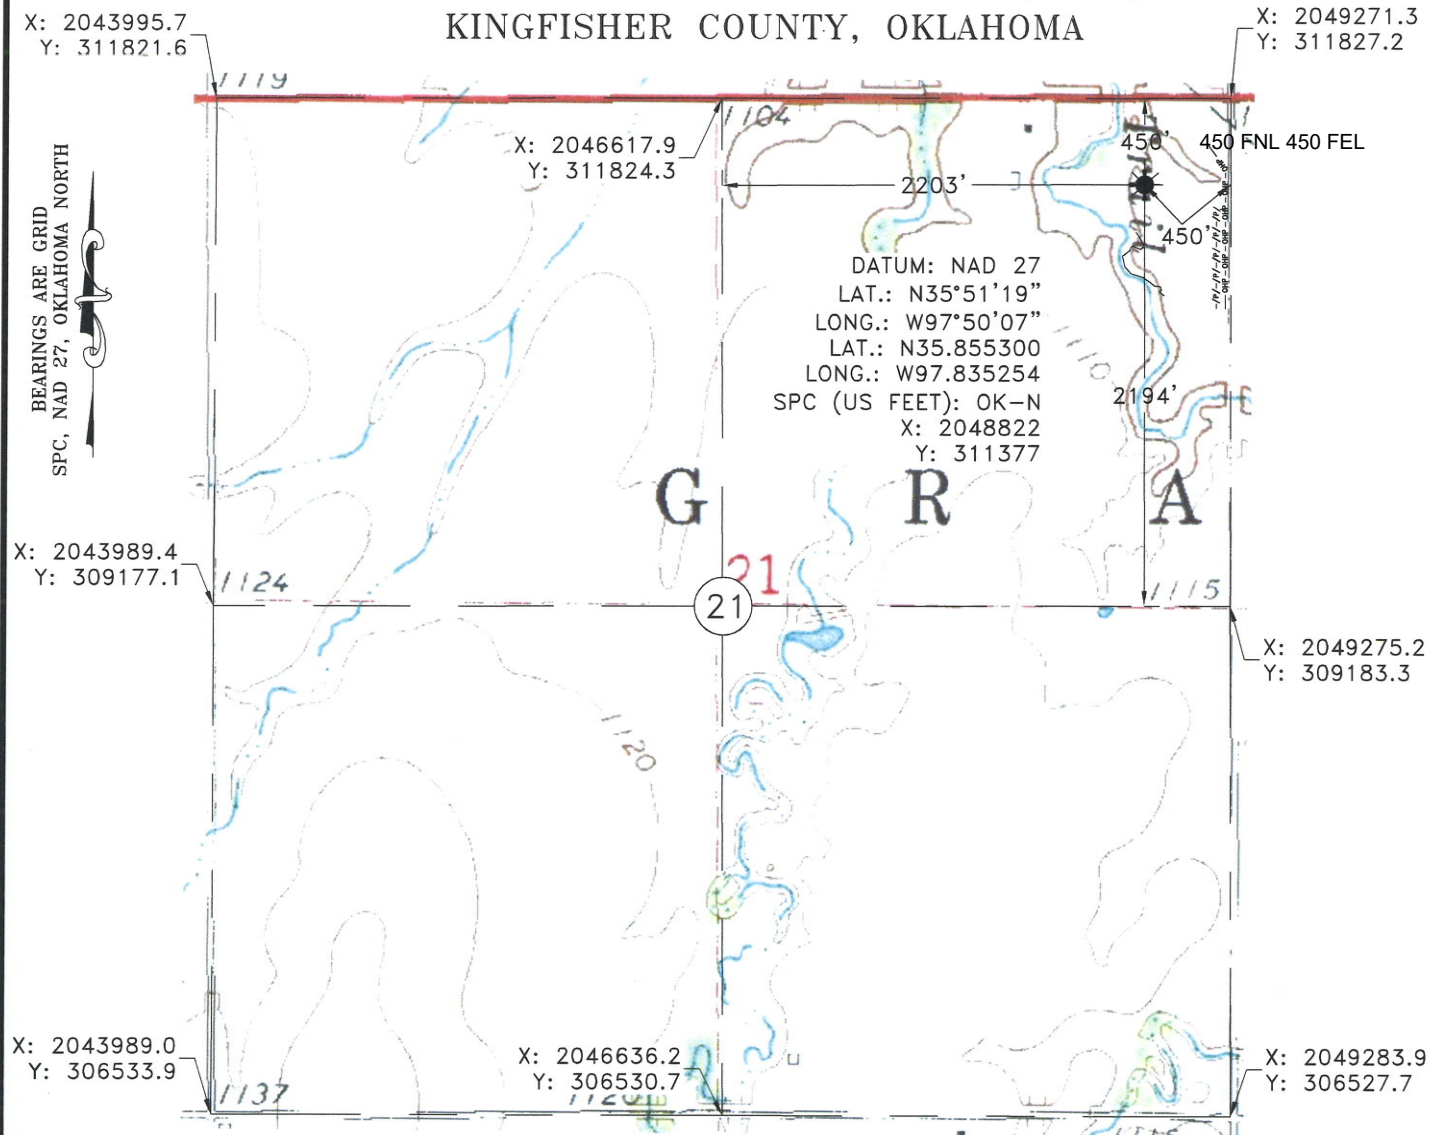 KINGFISHER COUNTY, OKLAHOMA
X: 2043995.7
Y: 311821.6
X: 2049271.3
Y: 311827.2
1119
1104
X: 2046617.9
Y: 311824.3
450'
450 FNL 450 FEL
2203'
450'
BEARINGS ARE GRID
SPC, NAD 27, OKLAHOMA NORTH
DATUM: NAD 27
LAT.: N35°51'19"
LONG.: W97°50'07"
LAT.: N35.855300
LONG.: W97.835254
SPC (US FEET): OK-N
X: 2048822
Y: 311377
1110
2194'
G R A
X: 2043989.4
Y: 309177.1
1124
21
21
1115
X: 2049275.2
Y: 309183.3
1120
X: 2043989.0
Y: 306533.9
X: 2046636.2
Y: 306530.7
X: 2049283.9
Y: 306527.7
1137